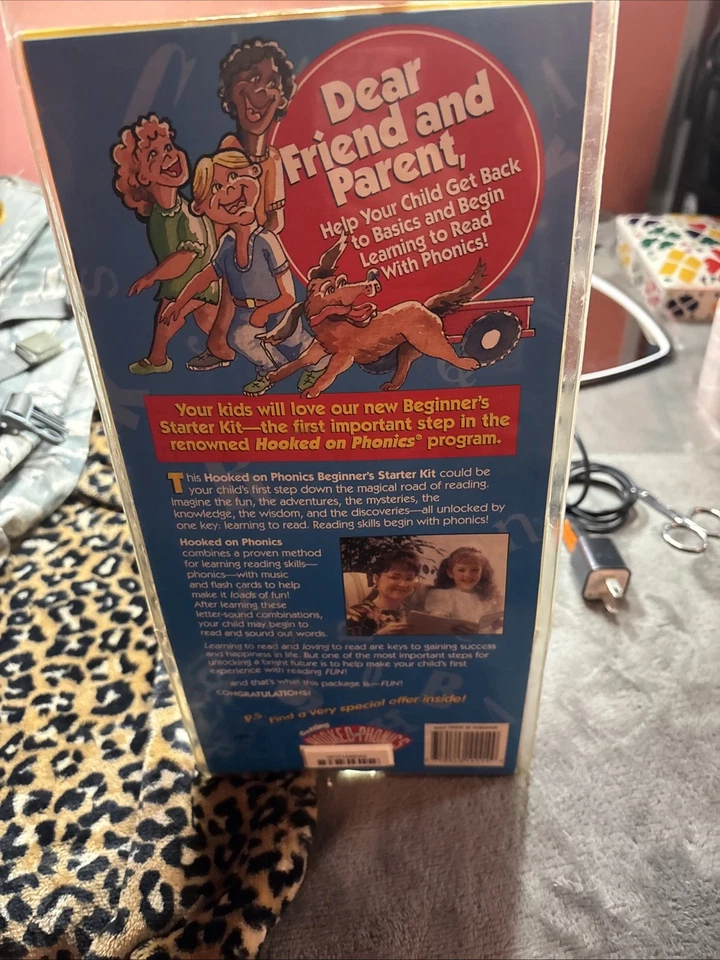 Dear
Friend and
Parent,
Help Your Child Get Back
to Basics and Begin
Learning to Read
With Phonics!
Your kids will love our new Beginner's
Starter Kit—the first important step in the
renowned Hooked on Phonics® program.
This Hooked on Phonics Beginner's Starter Kit could be
your child's first step down the magical road of reading.
Imagine the fun, the adventures, the mysteries, the
knowledge, the wisdom, and the discoveries—all unlocked by
one key: learning to read. Reading skills begin with phonics!
Hooked on Phonics
combines a proven method
for learning reading skills—
phonics—with music
and flash cards to help
make it loads of fun!
After learning these
letter-sound combinations,
your child may begin to
read and sound out words.
Learning to read and loving to read are keys to gaining success
and happiness in life. But one of the most important steps for
unlocking a bright future is to help make your child's first
experience with reading FUN!
and that's what this package is—FUN!
CONGRATULATIONS!
P.S. Find a very special offer inside!
Getting
HOOKED-PHONICS